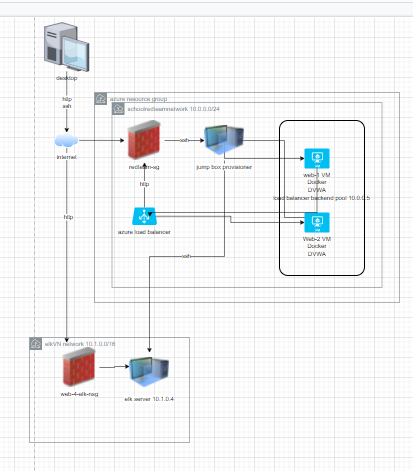 desktop
http
ssh
internet
azure resource group
schoolredteamnetwork 10.0.0.0/24
redteam-sg
ssh
jump box provisioner
http
azure load balancer
web-1 VM
Docker
DVWA
load balancer backend pool 10.0.0.5
Web-2 VM
Docker
DVWA
http
ssh
elkVN network 10.1.0.0/16
web-4-elk-nsg
elk server 10.1.0.4